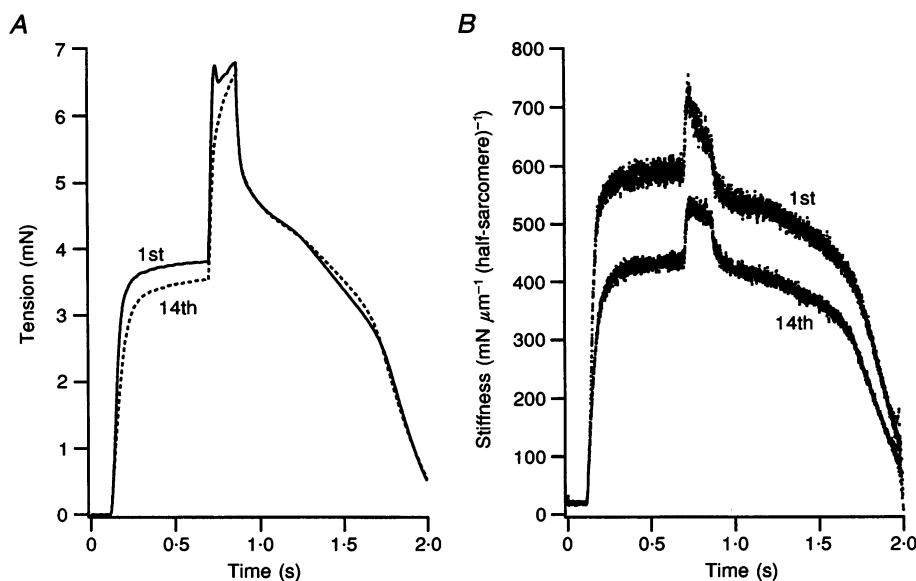 A
7
6
5
4
3
2
1
0
Tension (mN)
1st
14th
0
0·5
1·0
1·5
2·0
Time (s)
B
800
700
600
500
400
300
200
100
0
Stiffness (mN μm⁻¹ (half-sarcomere)⁻¹)
1st
14th
0
0·5
1·0
1·5
2·0
Time (s)